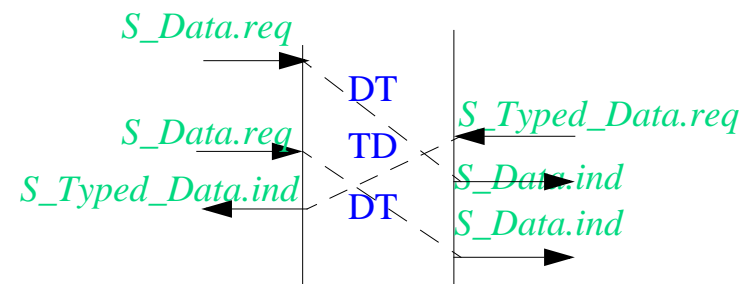 S_Data.req
DT
S_Typed_Data.req
S_Data.req
TD
S_Data.ind
S_Typed_Data.ind
DT
S_Data.ind